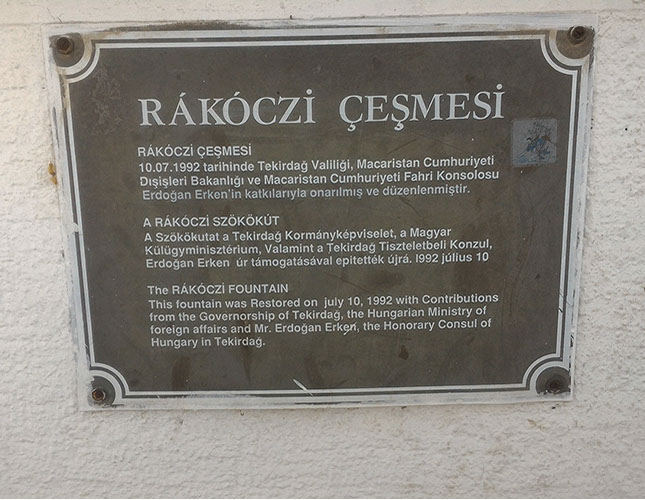 RÁKÓCZİ ÇEŞMESİ
RÁKÓCZİ ÇEŞMESİ
10.07.1992 tarihinde Tekirdağ Valiliği, Macaristan Cumhuriyeti
Dışişleri Bakanlığı ve Macaristan Cumhuriyeti Fahri Konsolosu
Erdoğan Erken'in katkılarıyla onarılmış ve düzenlenmiştir.
A RÁKÓCZI SZÖKÖKÚT
A Szökökutat a Tekirdağ Kormányképviselet, a Magyar
Külügyminisztérium, Valamint a Tekirdağ Tiszteletbeli Konzul,
Erdoğan Erken úr támogatásával epitették újrá. I992 július 10
The RÁKÓCZI FOUNTAIN
This fountain was Restored on july 10, 1992 with Contributions
from the Governorship of Tekirdağ, the Hungarian Ministry of
foreign affairs and Mr. Erdoğan Erken, the Honorary Consul of
Hungary in Tekirdağ.